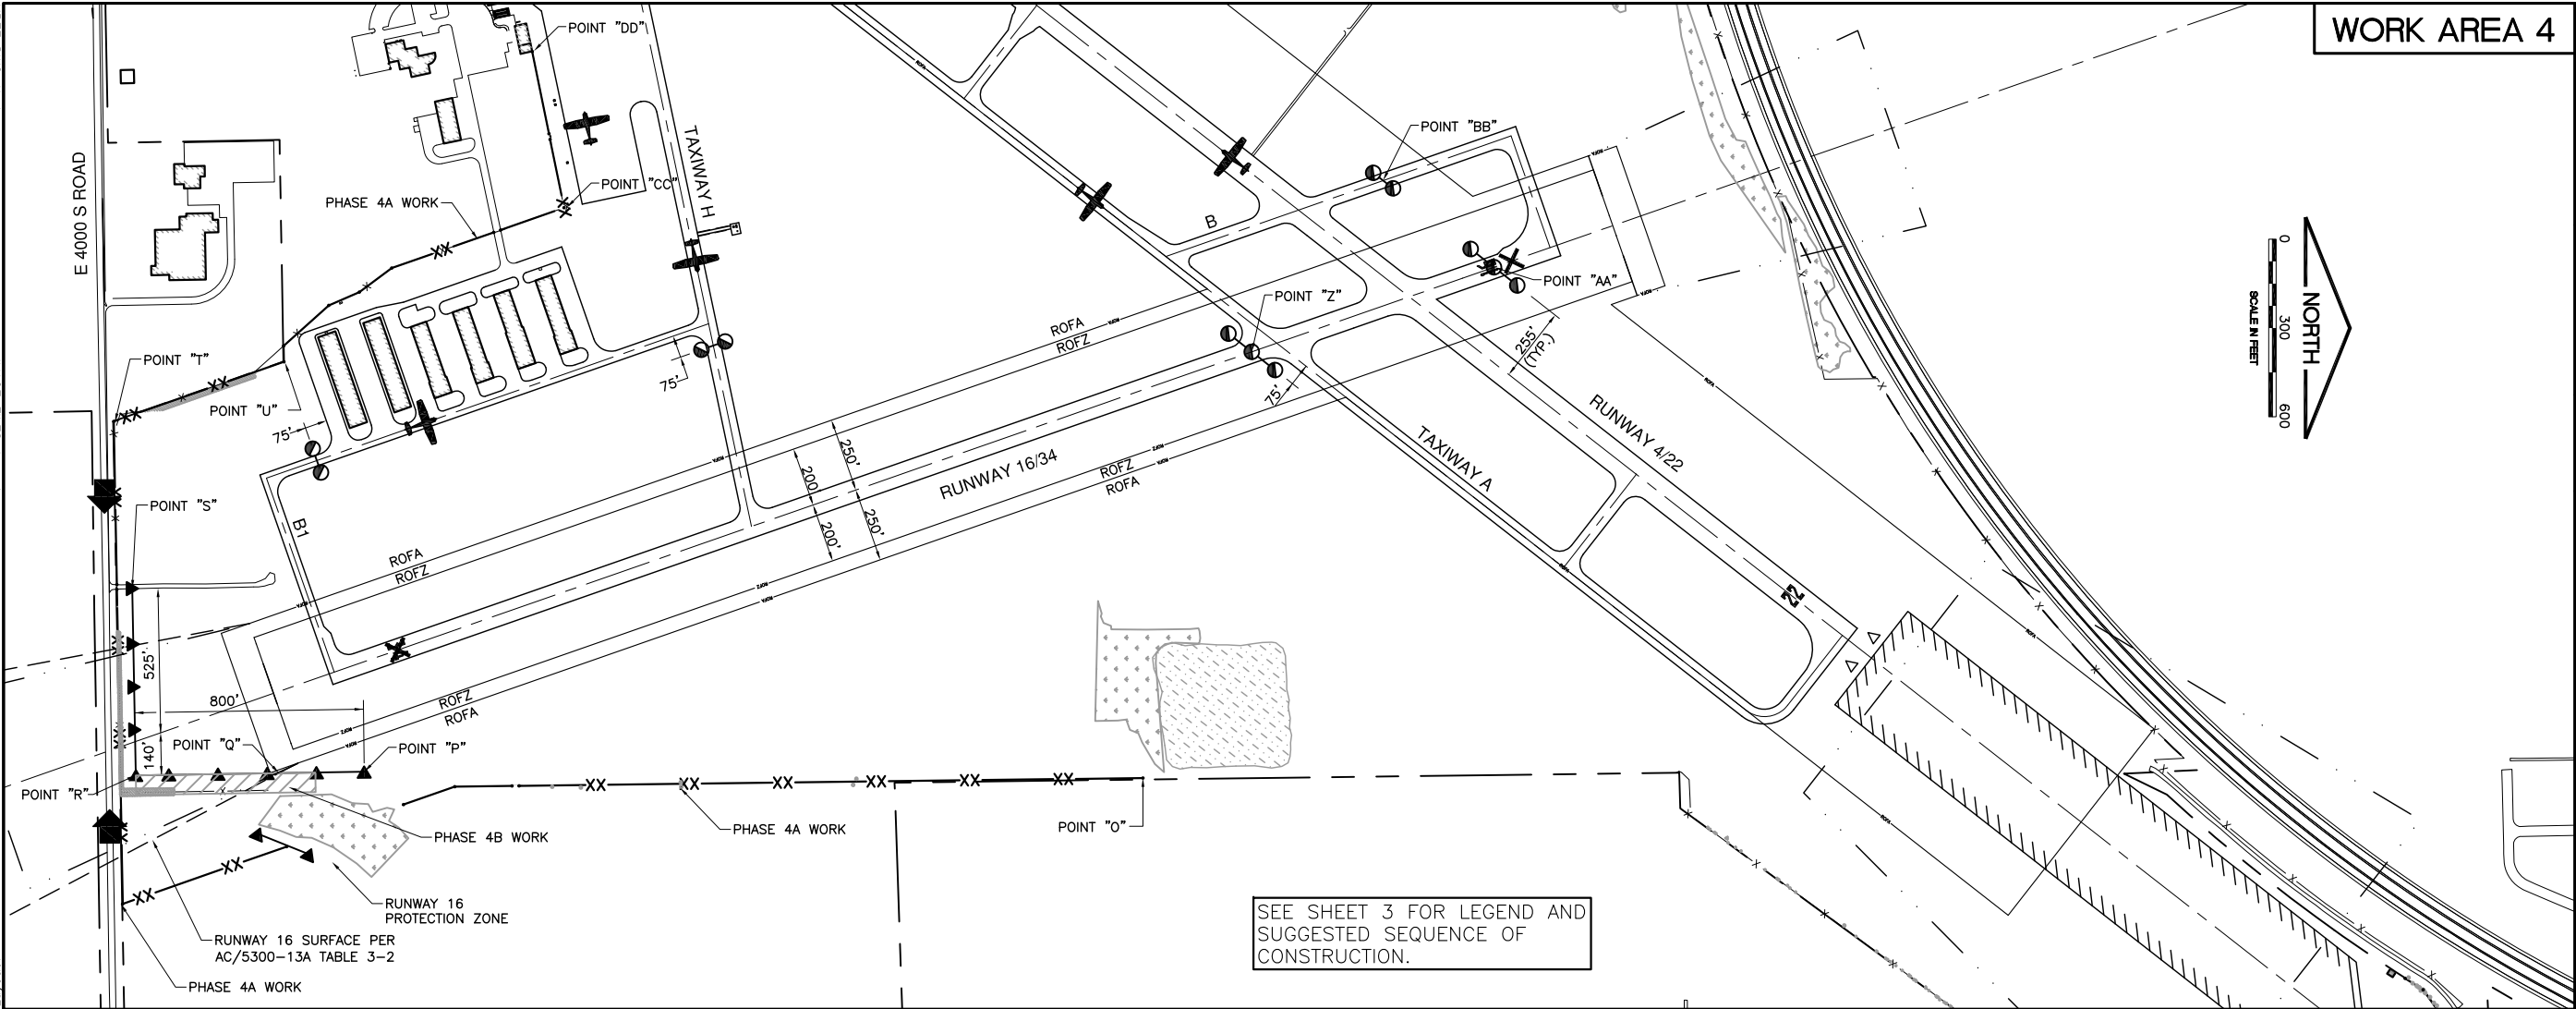 WORK AREA 4
POINT "DD"
E 4000 S ROAD
TAXIWAY H
POINT "CC"
PHASE 4A WORK
POINT "BB"
B
POINT "AA"
POINT "Z"
255'
(TYP.)
NORTH
0
300
600
SCALE IN FEET
ROFA
ROFZ
POINT "T"
POINT "U"
75'
75'
75'
RUNWAY 4/22
TAXIWAY A
RUNWAY 16/34
250'
200'
200'
250'
ROFZ
ROFA
POINT "S"
B1
ROFA
ROFZ
22
525'
800'
140'
ROFZ
ROFA
POINT "Q"
POINT "P"
POINT "R"
PHASE 4B WORK
PHASE 4A WORK
POINT "O"
RUNWAY 16
PROTECTION ZONE
RUNWAY 16 SURFACE PER
AC/5300-13A TABLE 3-2
PHASE 4A WORK
SEE SHEET 3 FOR LEGEND AND
SUGGESTED SEQUENCE OF
CONSTRUCTION.